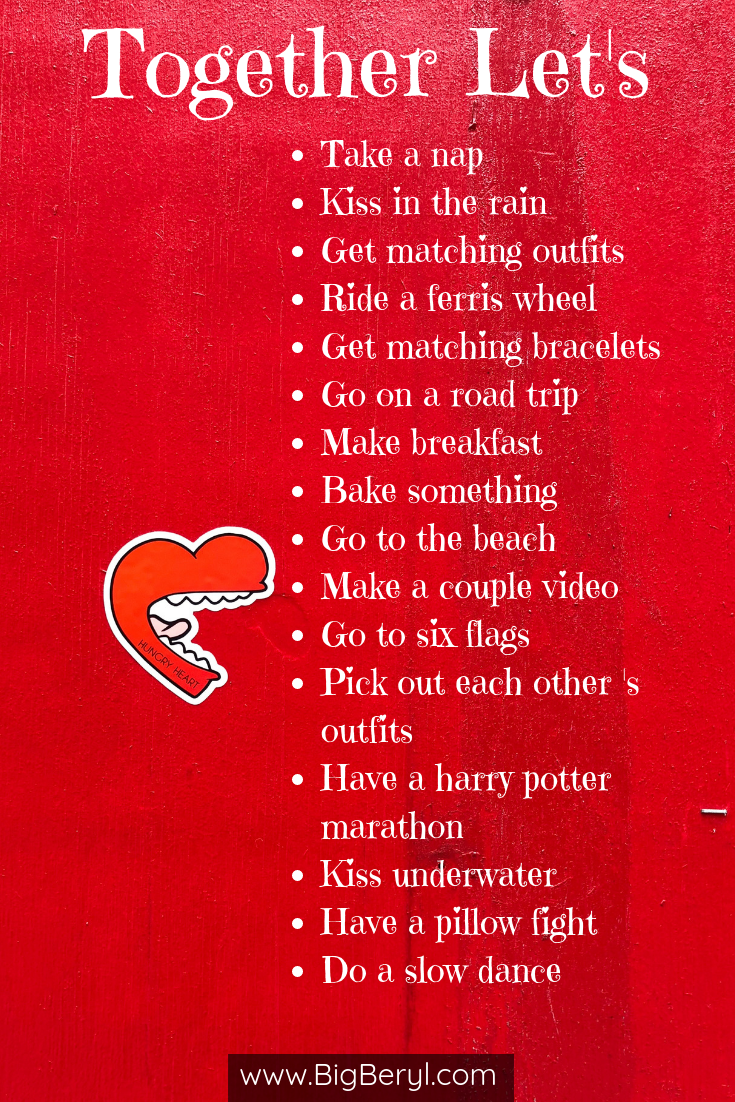 Together Let's
• Take a nap
• Kiss in the rain
• Get matching outfits
• Ride a ferris wheel
• Get matching bracelets
• Go on a road trip
• Make breakfast
• Bake something
• Go to the beach
• Make a couple video
• Go to six flags
• Pick out each other 's
outfits
• Have a harry potter
marathon
• Kiss underwater
• Have a pillow fight
• Do a slow dance
HUNGRY HEART
www.BigBeryl.com